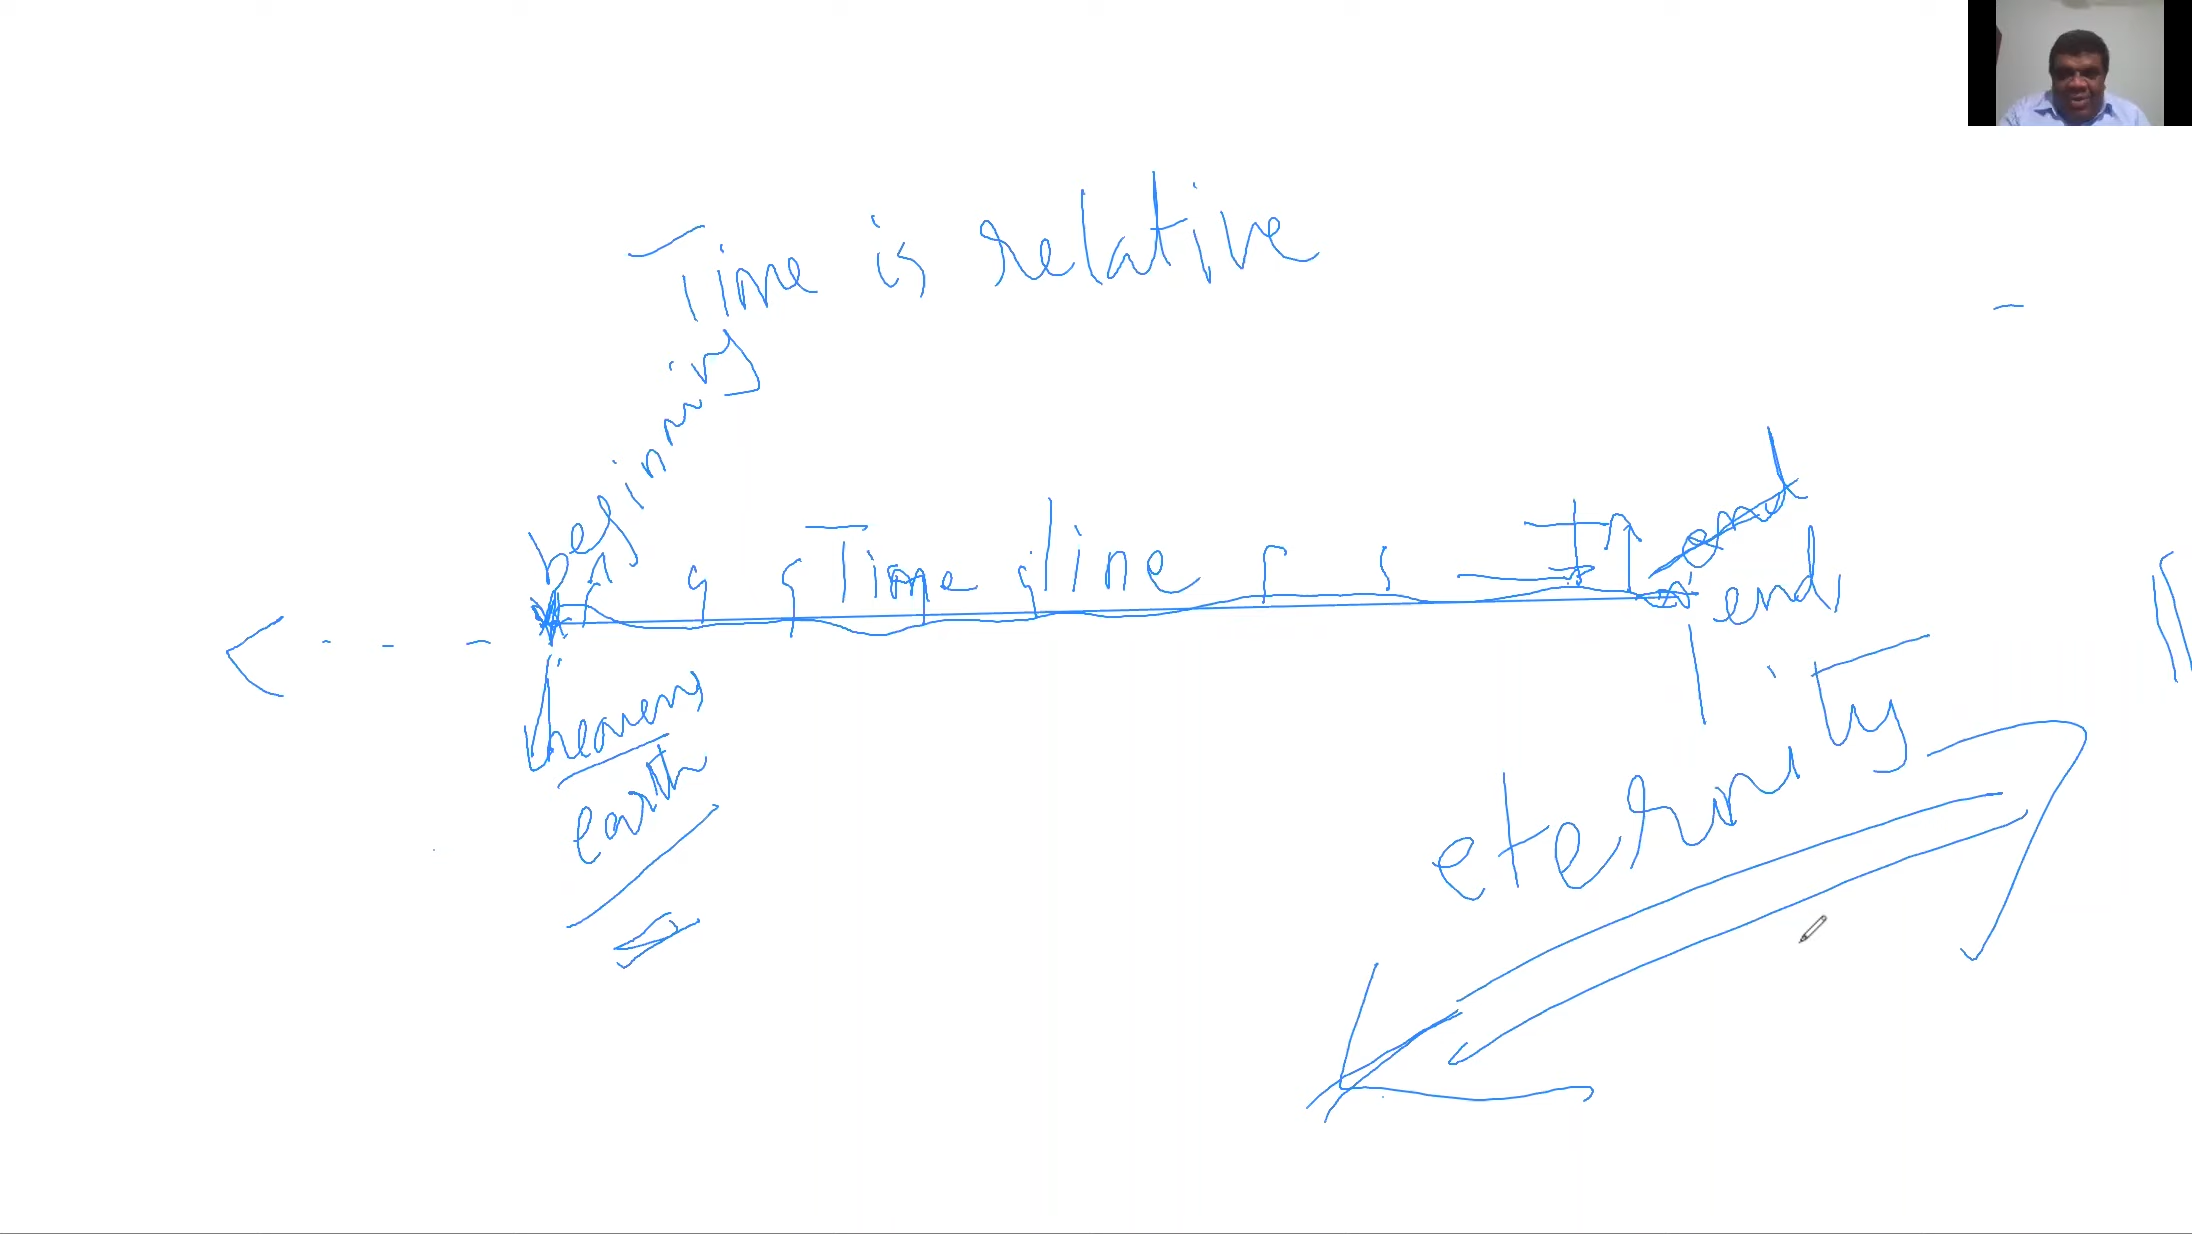 Time is relative
beginning
Time line
end
end,
heavens
earth
eternity